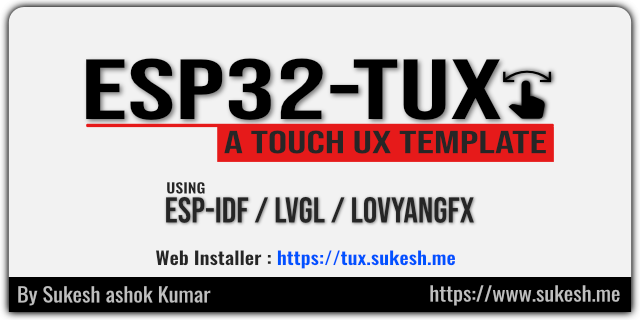 ESP32-TUX
A TOUCH UX TEMPLATE
USING
ESP-IDF / LVGL / LOVYANGFX
Web Installer : https://tux.sukesh.me
By Sukesh ashok Kumar
https://www.sukesh.me